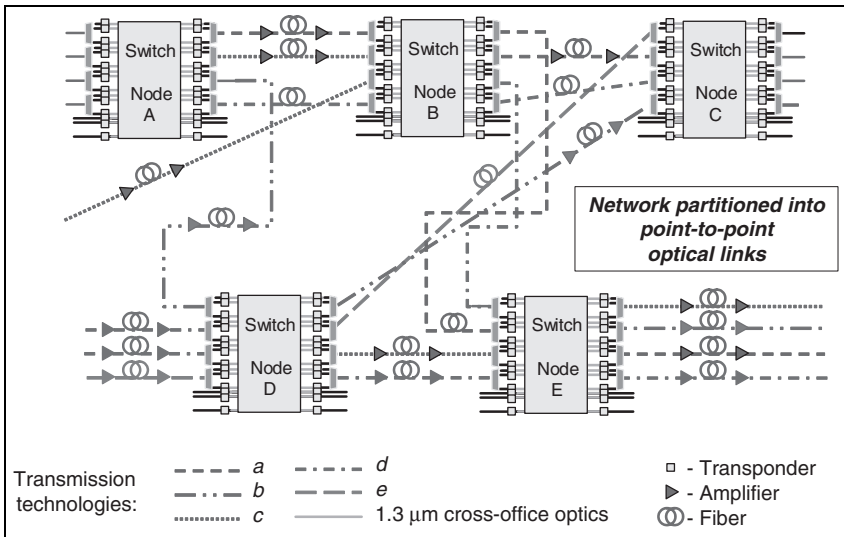 Switch
Node
A
Switch
Node
B
Switch
Node
C
Network partitioned into
point-to-point
optical links
Switch
Node
D
Switch
Node
E
Transmission
technologies:
a
b
c
d
e
1.3 μm cross-office optics
- Transponder
- Amplifier
- Fiber